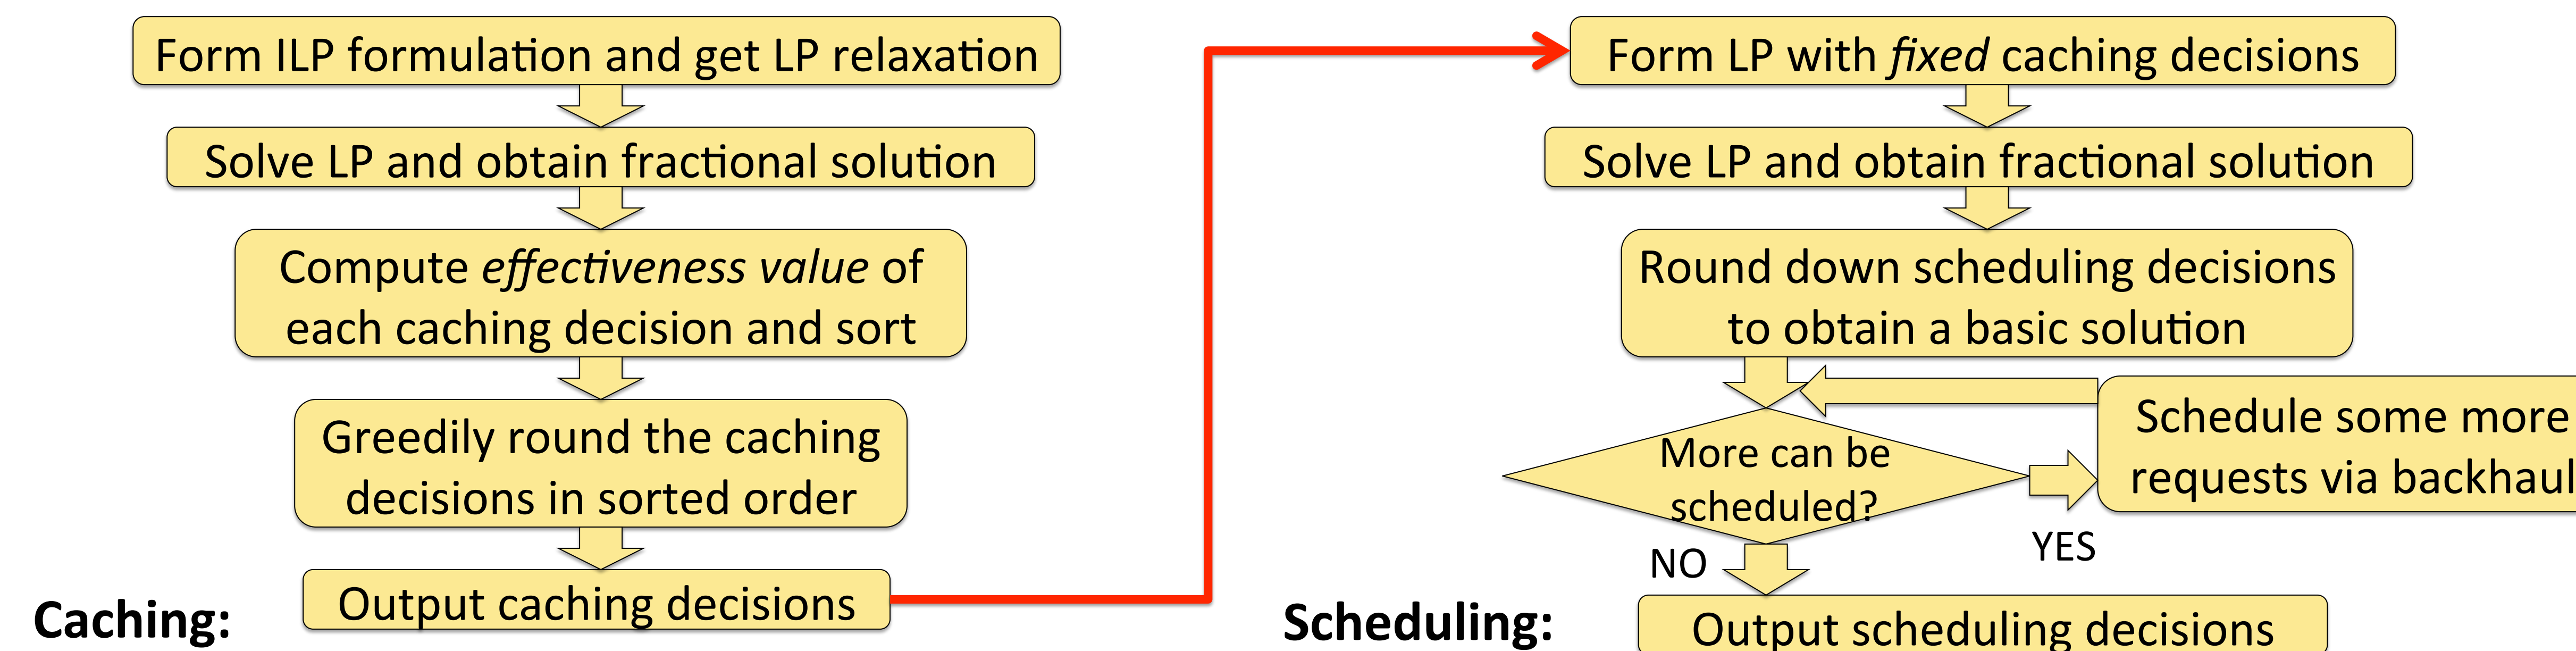 Form ILP formulation and get LP relaxation
Solve LP and obtain fractional solution
Compute effectiveness value of
each caching decision and sort
Greedily round the caching
decisions in sorted order
Output caching decisions
Caching:
Form LP with fixed caching decisions
Solve LP and obtain fractional solution
Round down scheduling decisions
to obtain a basic solution
More can be
scheduled?
Schedule some more
requests via backhaul
YES
NO
Output scheduling decisions
Scheduling: